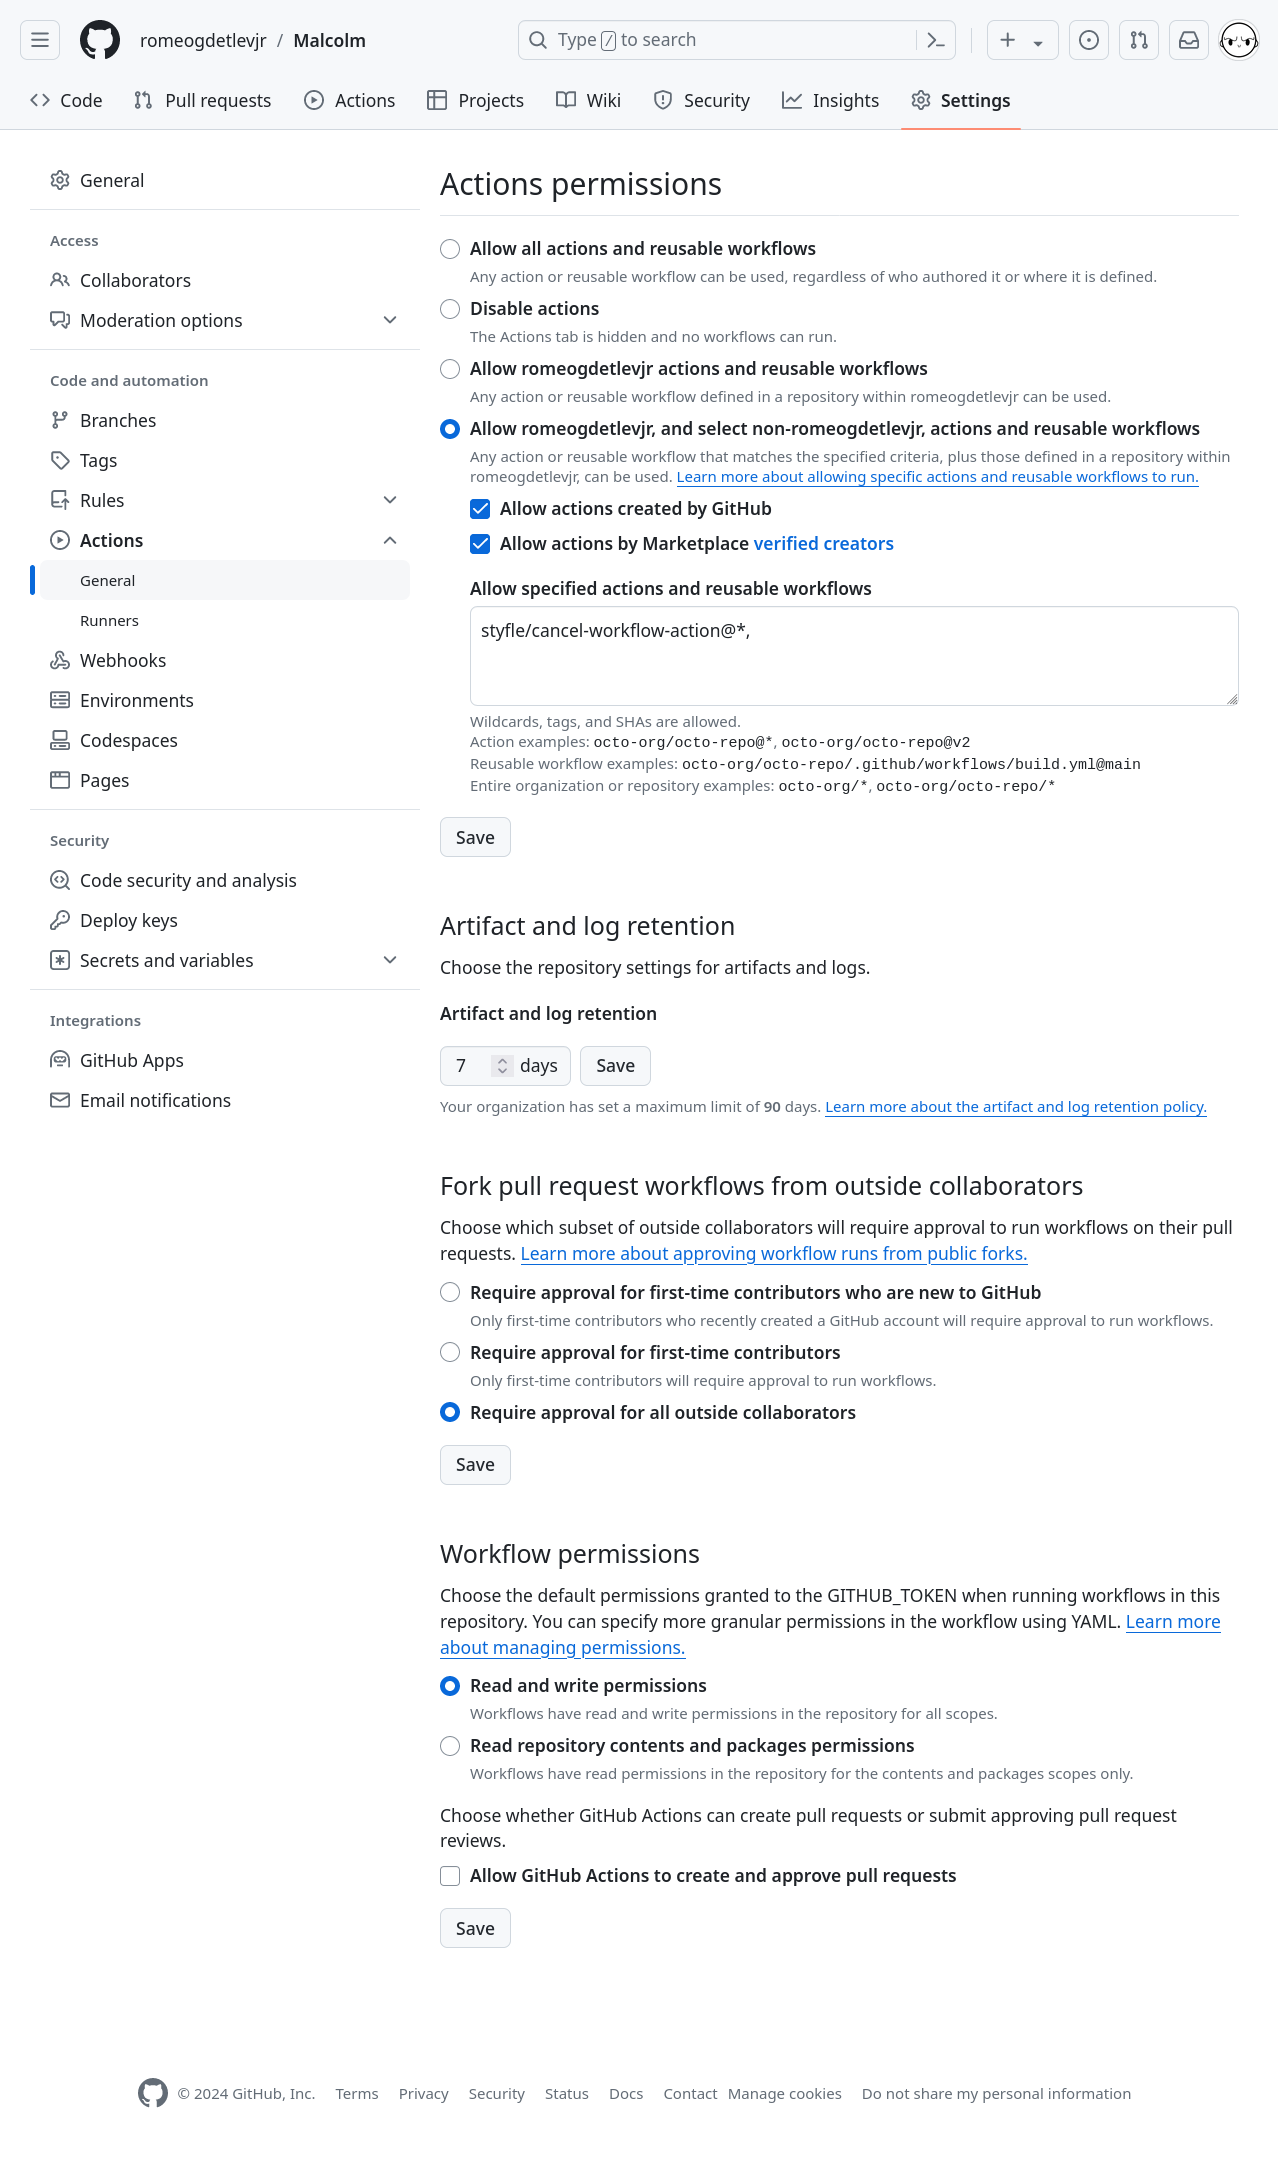 romeogdetlevjr / Malcolm
Type / to search
Code Pull requests Actions Projects Wiki Security Insights Settings
General
Access
Collaborators
Moderation options
Code and automation
Branches
Tags
Rules
Actions
General
Runners
Webhooks
Environments
Codespaces
Pages
Security
Code security and analysis
Deploy keys
Secrets and variables
Integrations
GitHub Apps
Email notifications
Actions permissions
Allow all actions and reusable workflows
Any action or reusable workflow can be used, regardless of who authored it or where it is defined.
Disable actions
The Actions tab is hidden and no workflows can run.
Allow romeogdetlevjr actions and reusable workflows
Any action or reusable workflow defined in a repository within romeogdetlevjr can be used.
Allow romeogdetlevjr, and select non-romeogdetlevjr, actions and reusable workflows
Any action or reusable workflow that matches the specified criteria, plus those defined in a repository within
romeogdetlevjr, can be used. Learn more about allowing specific actions and reusable workflows to run.
Allow actions created by GitHub
Allow actions by Marketplace verified creators
Allow specified actions and reusable workflows
styfle/cancel-workflow-action@*,
Wildcards, tags, and SHAs are allowed.
Action examples: octo-org/octo-repo@*, octo-org/octo-repo@v2
Reusable workflow examples: octo-org/octo-repo/.github/workflows/build.yml@main
Entire organization or repository examples: octo-org/*, octo-org/octo-repo/*
Save
Artifact and log retention
Choose the repository settings for artifacts and logs.
Artifact and log retention
7 days Save
Your organization has set a maximum limit of 90 days. Learn more about the artifact and log retention policy.
Fork pull request workflows from outside collaborators
Choose which subset of outside collaborators will require approval to run workflows on their pull
requests. Learn more about approving workflow runs from public forks.
Require approval for first-time contributors who are new to GitHub
Only first-time contributors who recently created a GitHub account will require approval to run workflows.
Require approval for first-time contributors
Only first-time contributors will require approval to run workflows.
Require approval for all outside collaborators
Save
Workflow permissions
Choose the default permissions granted to the GITHUB_TOKEN when running workflows in this
repository. You can specify more granular permissions in the workflow using YAML. Learn more
about managing permissions.
Read and write permissions
Workflows have read and write permissions in the repository for all scopes.
Read repository contents and packages permissions
Workflows have read permissions in the repository for the contents and packages scopes only.
Choose whether GitHub Actions can create pull requests or submit approving pull request
reviews.
Allow GitHub Actions to create and approve pull requests
Save
© 2024 GitHub, Inc. Terms Privacy Security Status Docs Contact Manage cookies Do not share my personal information